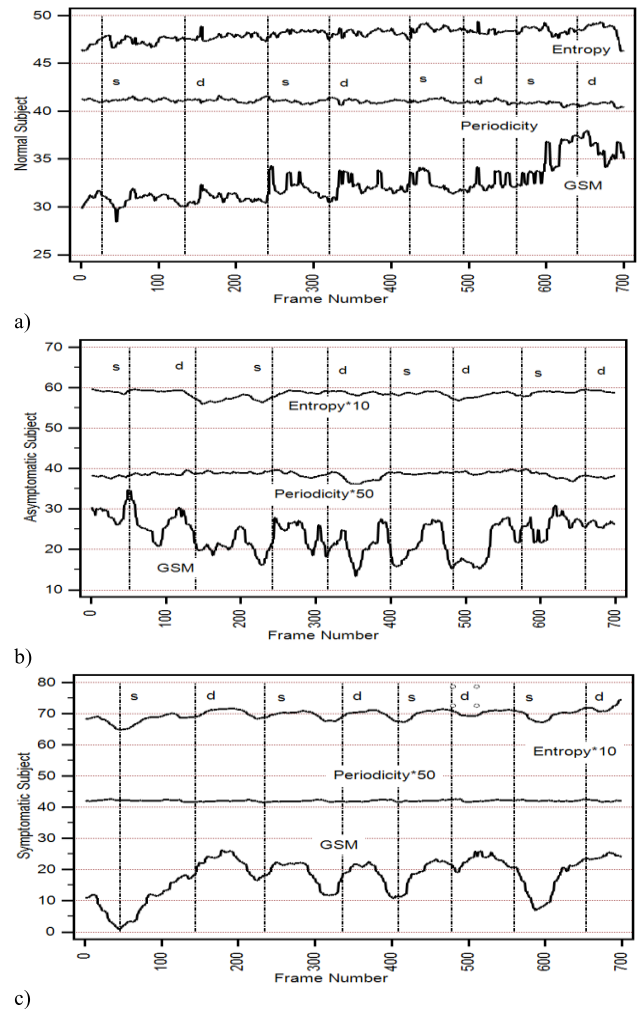 50
45
40
35
30
25
Normal Subject
s d s d s d s d
Entropy
Periodicity
GSM
0 100 200 300 400 500 600 700
Frame Number
a)
70
60
50
40
30
20
10
Asymptomatic Subject
s d s d s d s d
Entropy*10
Periodicity*50
GSM
0 100 200 300 400 500 600 700
Frame Number
b)
80
70
60
50
40
30
20
10
0
Symptomatic Subject
s d s d s d s d
Entropy*10
Periodicity*50
GSM
0 100 200 300 400 500 600 700
Frame Number
c)